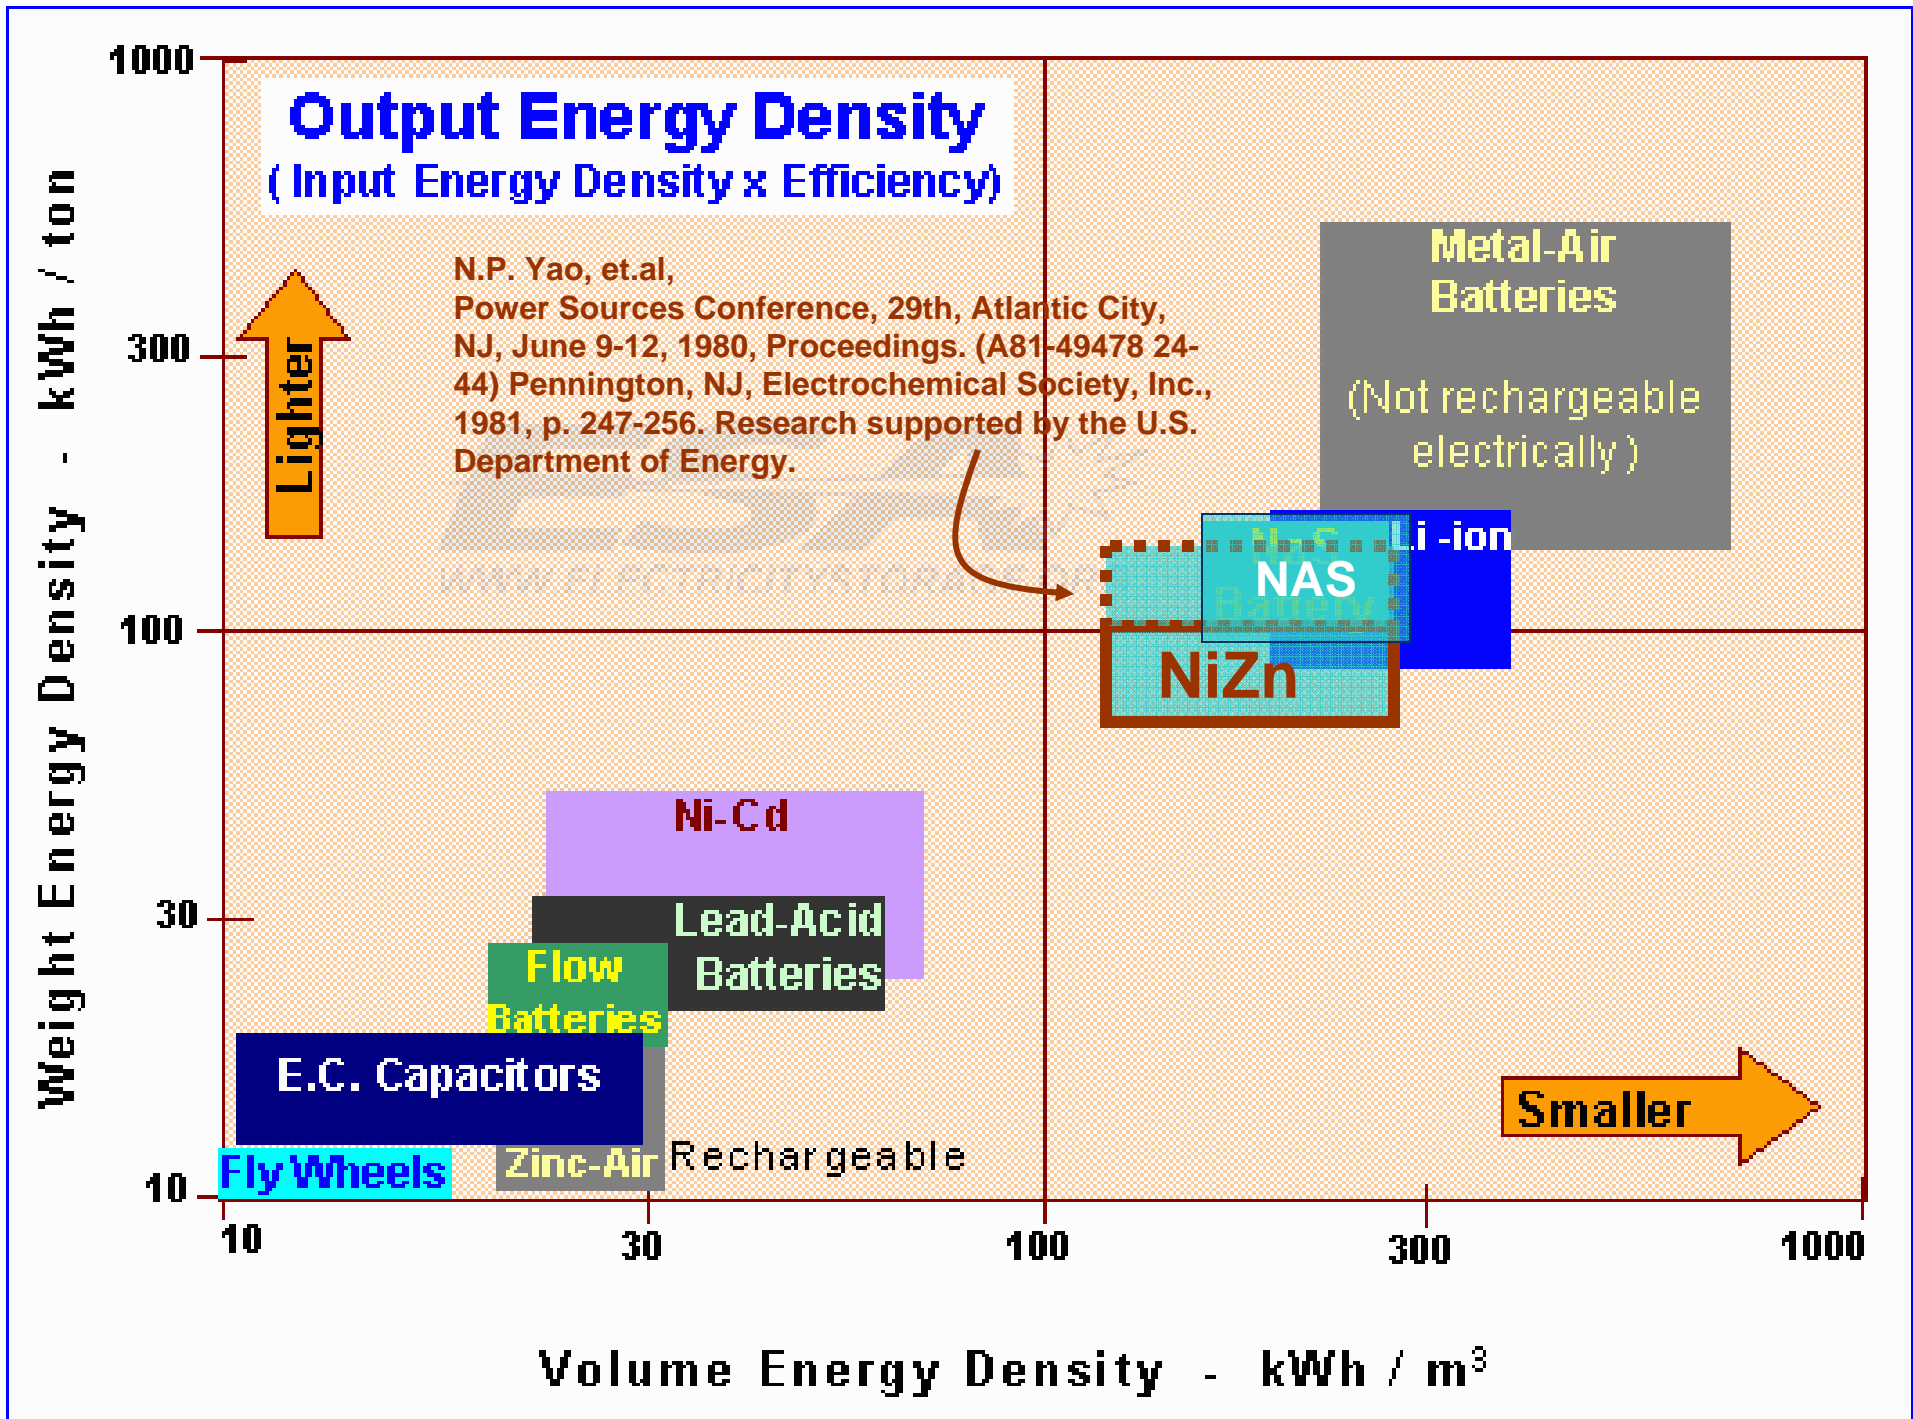 1000
Output Energy Density
( Input Energy Density x Efficiency)
Weight Energy Density - kWh / ton
Metal-Air
Batteries
(Not rechargeable
electrically )
N.P. Yao, et.al,
Power Sources Conference, 29th, Atlantic City,
NJ, June 9-12, 1980, Proceedings. (A81-49478 24-
44) Pennington, NJ, Electrochemical Society, Inc.,
1981, p. 247-256. Research supported by the U.S.
Department of Energy.
Lighter
300
Li -ion
NaS
NAS
Battery
100
NiZn
Ni-Cd
30
Lead-Acid
Batteries
Flow
Batteries
E.C. Capacitors
Smaller
Zinc-Air
Rechargeable
Fly Wheels
10
10
30
100
300
1000
Volume Energy Density - kWh / m³